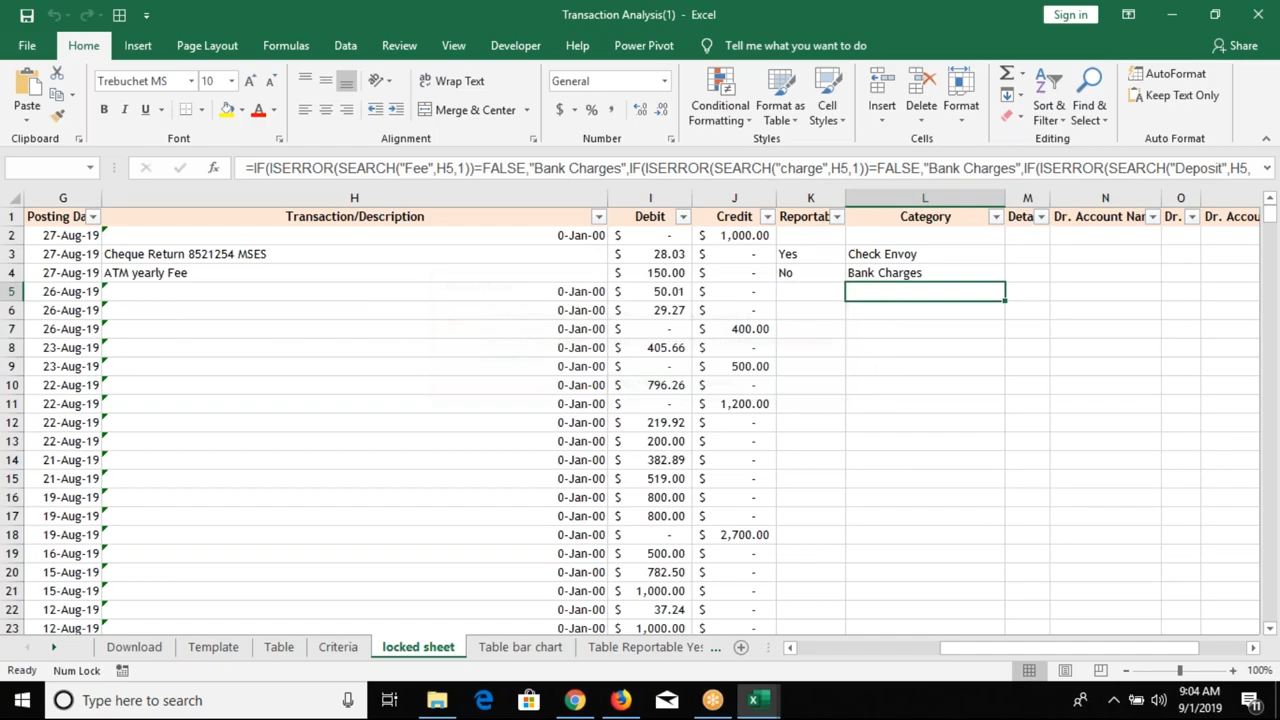 Transaction Analysis(1) - Excel
Sign in
File Home Insert Page Layout Formulas Data Review View Developer Help Power Pivot Tell me what you want to do Share
Trebuchet MS 10 Wrap Text General AutoFormat
Paste B I U Merge & Center $ % Conditional Formatting Format as Table Cell Styles Insert Delete Format Sort & Filter Find & Select Keep Text Only
Clipboard Font Alignment Number Styles Cells Editing Auto Format
=IF(ISERROR(SEARCH("Fee",H5,1))=FALSE,"Bank Charges",IF(ISERROR(SEARCH("charge",H5,1))=FALSE,"Bank Charges",IF(ISERROR(SEARCH("Deposit",H5,
G H I J K L M N O
1 Posting Da Transaction/Description Debit Credit Reportab Category Deta Dr. Account Nar Dr. Dr. Accou
2 27-Aug-19 0-Jan-00 $ - $ 1,000.00
3 27-Aug-19 Cheque Return 8521254 MSES $ 28.03 $ - Yes Check Envoy
4 27-Aug-19 ATM yearly Fee $ 150.00 $ - No Bank Charges
5 26-Aug-19 0-Jan-00 $ 50.01 $ -
6 26-Aug-19 0-Jan-00 $ 29.27 $ -
7 26-Aug-19 0-Jan-00 $ - $ 400.00
8 23-Aug-19 0-Jan-00 $ 405.66 $ -
9 23-Aug-19 0-Jan-00 $ - $ 500.00
10 22-Aug-19 0-Jan-00 $ 796.26 $ -
11 22-Aug-19 0-Jan-00 $ - $ 1,200.00
12 22-Aug-19 0-Jan-00 $ 219.92 $ -
13 22-Aug-19 0-Jan-00 $ 200.00 $ -
14 21-Aug-19 0-Jan-00 $ 382.89 $ -
15 21-Aug-19 0-Jan-00 $ 519.00 $ -
16 19-Aug-19 0-Jan-00 $ 800.00 $ -
17 19-Aug-19 0-Jan-00 $ 800.00 $ -
18 19-Aug-19 0-Jan-00 $ - $ 2,700.00
19 16-Aug-19 0-Jan-00 $ 500.00 $ -
20 15-Aug-19 0-Jan-00 $ 782.50 $ -
21 15-Aug-19 0-Jan-00 $ 1,000.00 $ -
22 12-Aug-19 0-Jan-00 $ 37.24 $ -
23 12-Aug-19 0-Jan-00 $ 1,000.00 $ -
Download Template Table Criteria locked sheet Table bar chart Table Reportable Yes ...
Ready Num Lock 100%
Type here to search
9:04 AM
9/1/2019
11